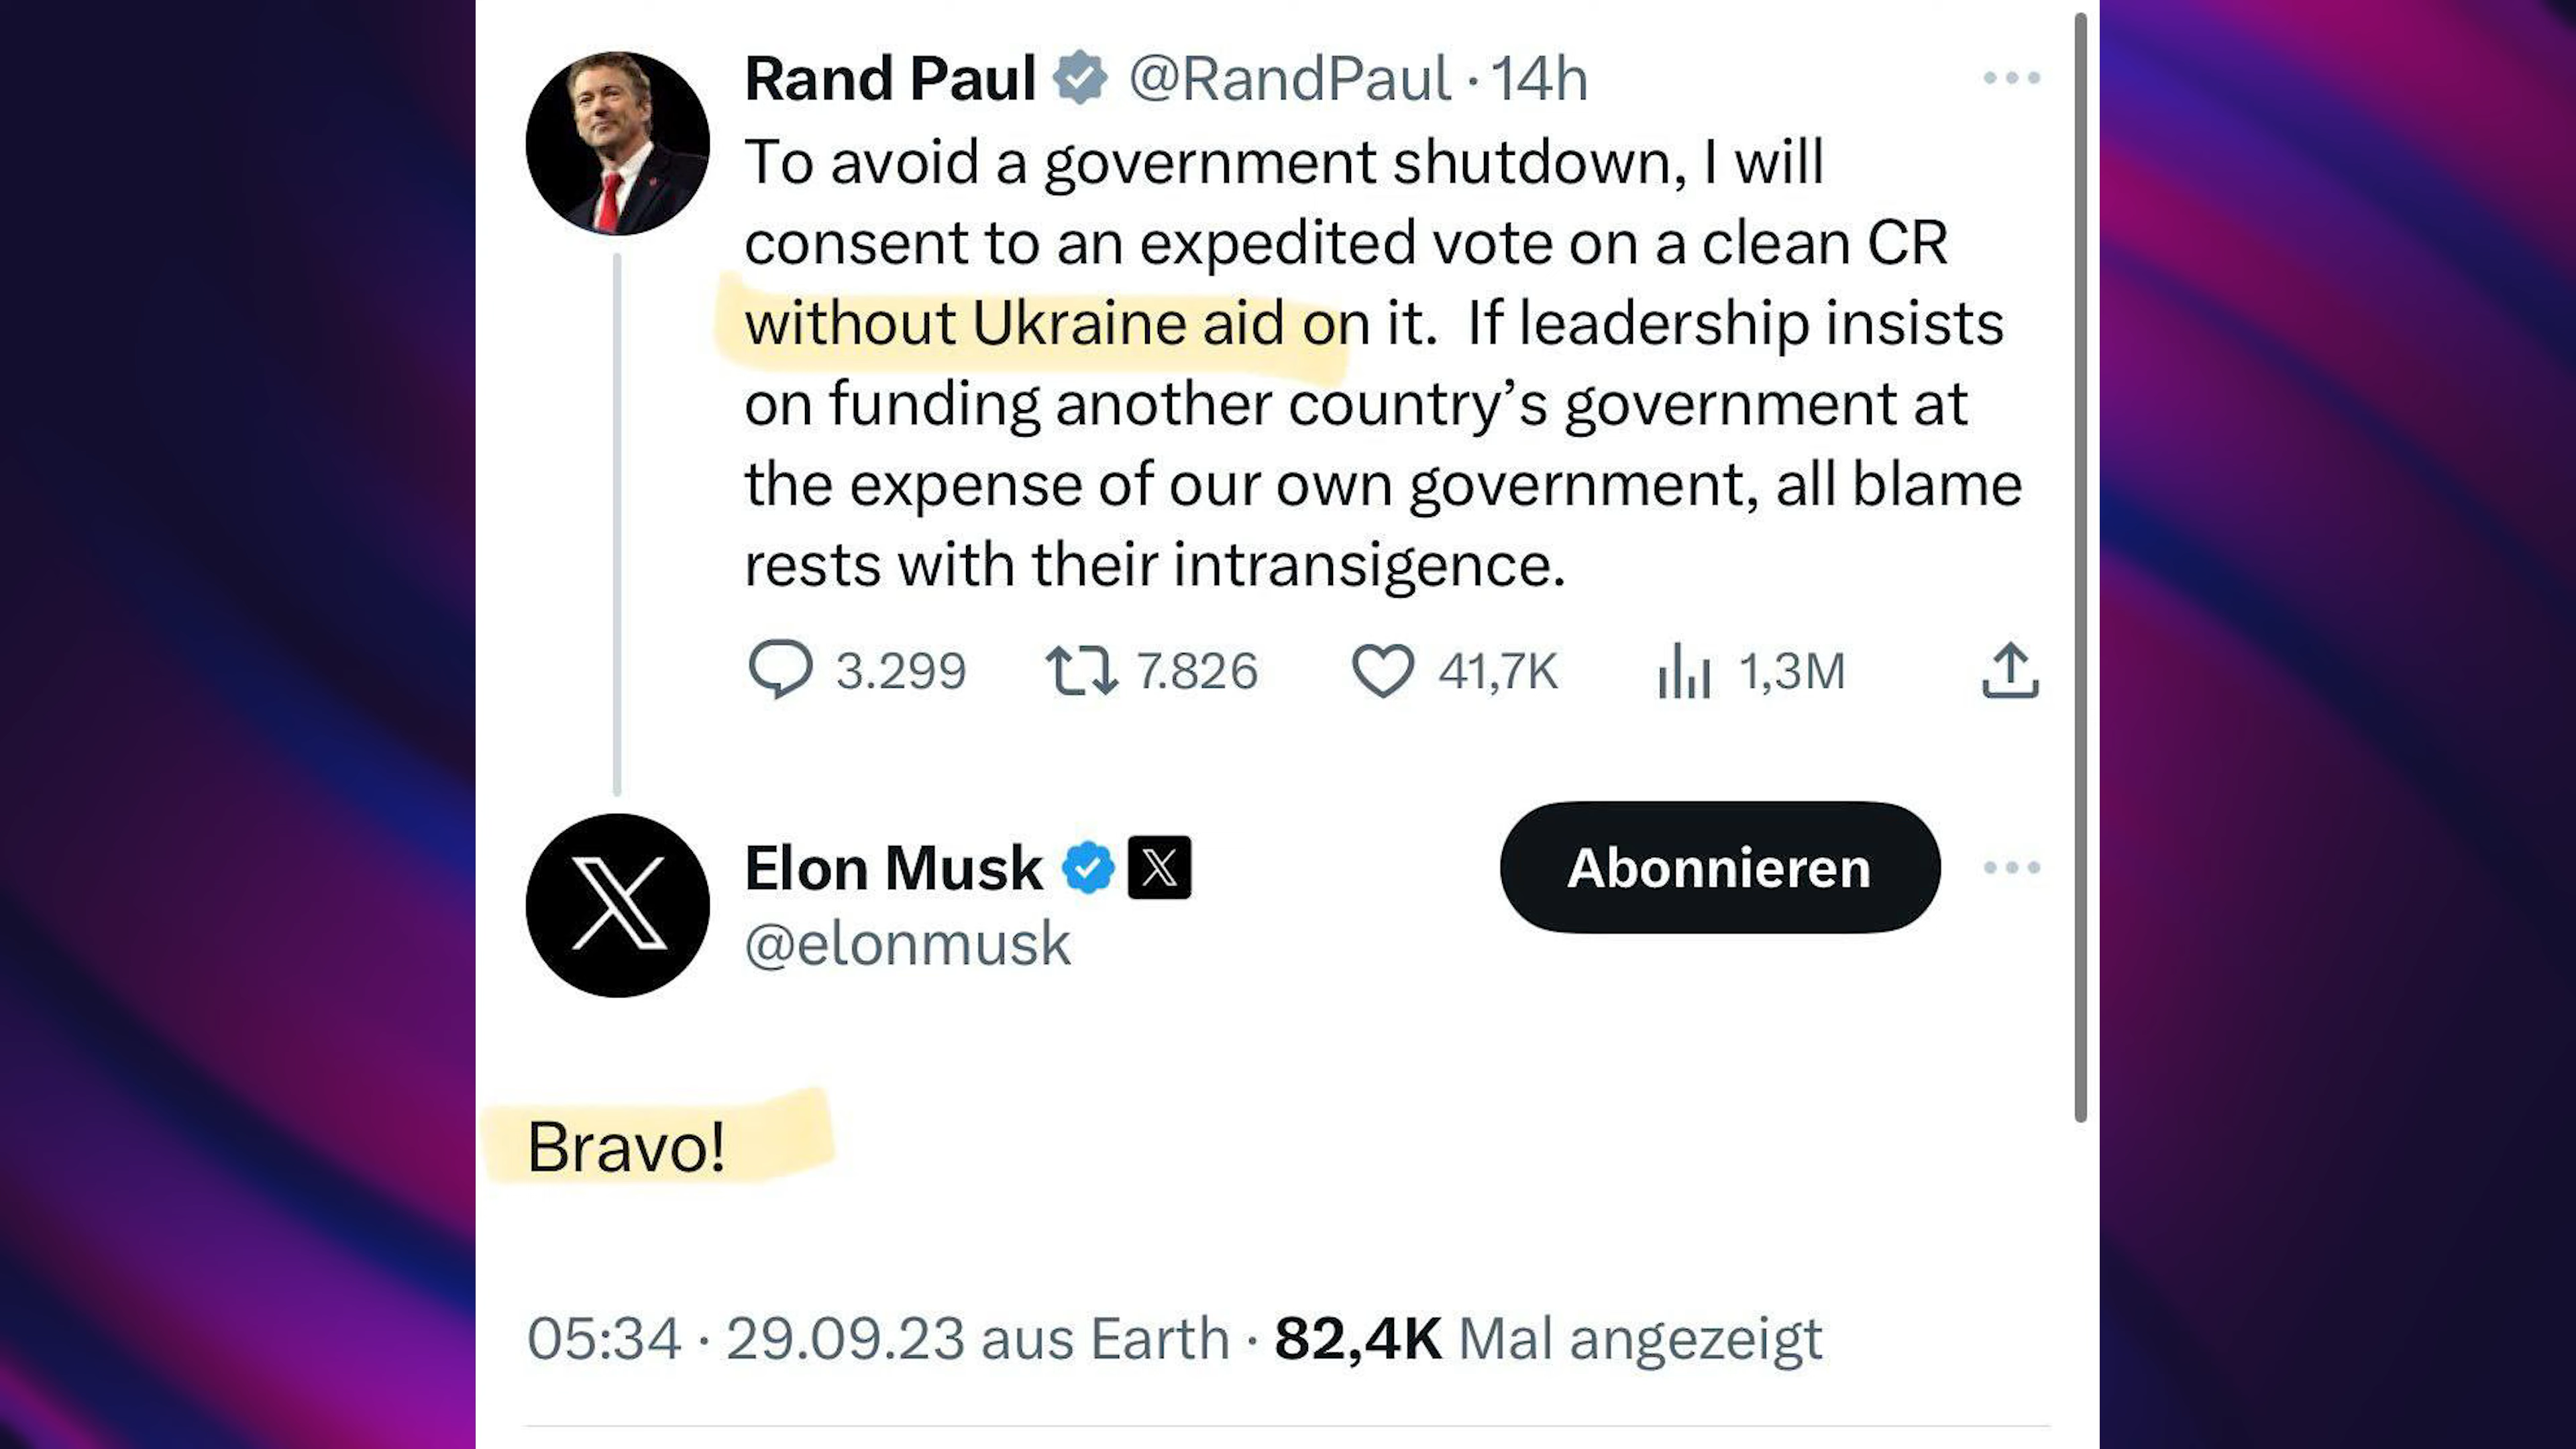 Rand Paul @RandPaul · 14h
To avoid a government shutdown, I will
consent to an expedited vote on a clean CR
without Ukraine aid on it.  If leadership insists
on funding another country’s government at
the expense of our own government, all blame
rests with their intransigence.
3.299 7.826 41,7K 1,3M
Elon Musk
Abonnieren
@elonmusk
Bravo!
05:34 · 29.09.23 aus Earth · 82,4K Mal angezeigt